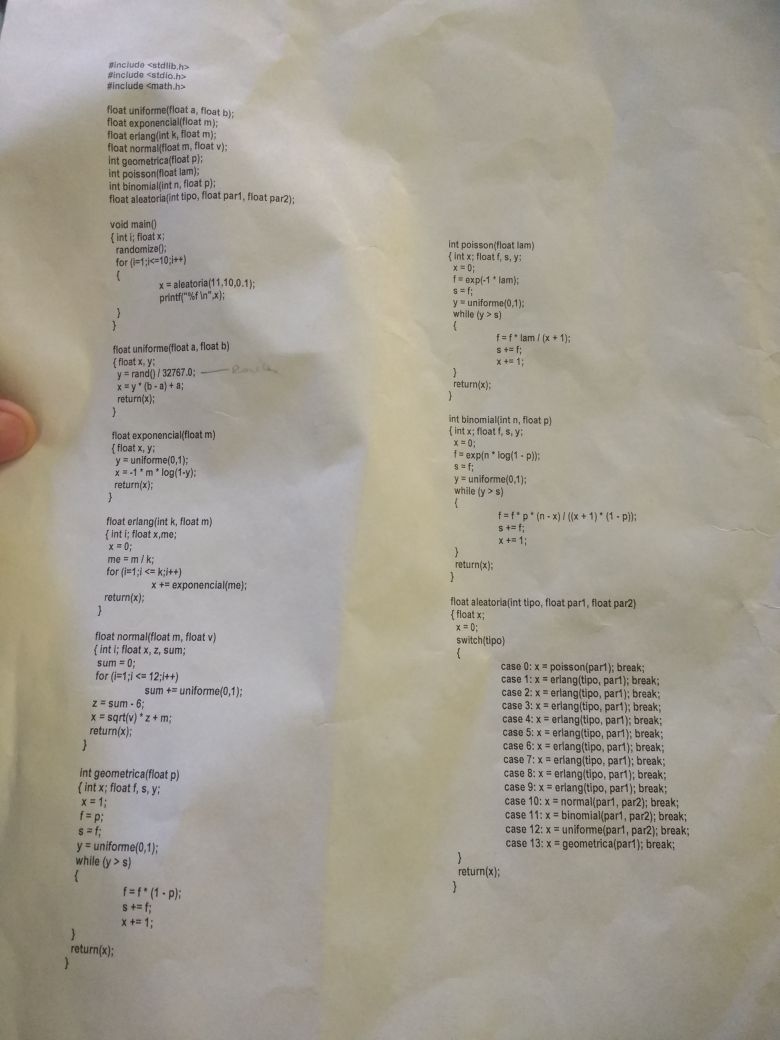 #include <stdlib.h>
#include <stdio.h>
#include <math.h>
float uniforme(float a, float b);
float exponencial(float m);
float erlang(int k, float m);
float normal(float m, float v);
int geometrica(float p);
int poisson(float lam);
int binomial(int n, float p);
float aleatoria(int tipo, float par1, float par2);
void main()
{ int i; float x;
randomize();
for (i=1;i<=10;i++)
{
x = aleatoria(11,10,0.1);
printf("%f \n",x);
}
}
float uniforme(float a, float b)
{ float x, y;
y = rand() / 32767.0;
x = y * (b - a) + a;
return(x);
}
float exponencial(float m)
{ float x, y;
y = uniforme(0,1);
x = -1 * m * log(1-y);
return(x);
}
float erlang(int k, float m)
{ int i; float x,me;
x = 0;
me = m / k;
for (i=1;i <= k;i++)
x += exponencial(me);
return(x);
}
float normal(float m, float v)
{ int i; float x, z, sum;
sum = 0;
for (i=1;i <= 12;i++)
sum += uniforme(0,1);
z = sum - 6;
x = sqrt(v) * z + m;
return(x);
}
int geometrica(float p)
{ int x; float f, s, y;
x = 1;
f = p;
s = f;
y = uniforme(0,1);
while (y > s)
{
f = f * (1 - p);
s += f;
x += 1;
}
return(x);
}
int poisson(float lam)
{ int x; float f, s, y;
x = 0;
f = exp(-1 * lam);
s = f;
y = uniforme(0,1);
while (y > s)
{
f = f * lam / (x + 1);
s += f;
x += 1;
}
return(x);
}
int binomial(int n, float p)
{ int x; float f, s, y;
x = 0;
f = exp(n * log(1 - p));
s = f;
y = uniforme(0,1);
while (y > s)
{
f = f * p * (n - x) / ((x + 1) * (1 - p));
s += f;
x += 1;
}
return(x);
}
float aleatoria(int tipo, float par1, float par2)
{ float x;
x = 0;
switch(tipo)
{
case 0: x = poisson(par1); break;
case 1: x = erlang(tipo, par1); break;
case 2: x = erlang(tipo, par1); break;
case 3: x = erlang(tipo, par1); break;
case 4: x = erlang(tipo, par1); break;
case 5: x = erlang(tipo, par1); break;
case 6: x = erlang(tipo, par1); break;
case 7: x = erlang(tipo, par1); break;
case 8: x = erlang(tipo, par1); break;
case 9: x = erlang(tipo, par1); break;
case 10: x = normal(par1, par2); break;
case 11: x = binomial(par1, par2); break;
case 12: x = uniforme(par1, par2); break;
case 13: x = geometrica(par1); break;
}
return(x);
}